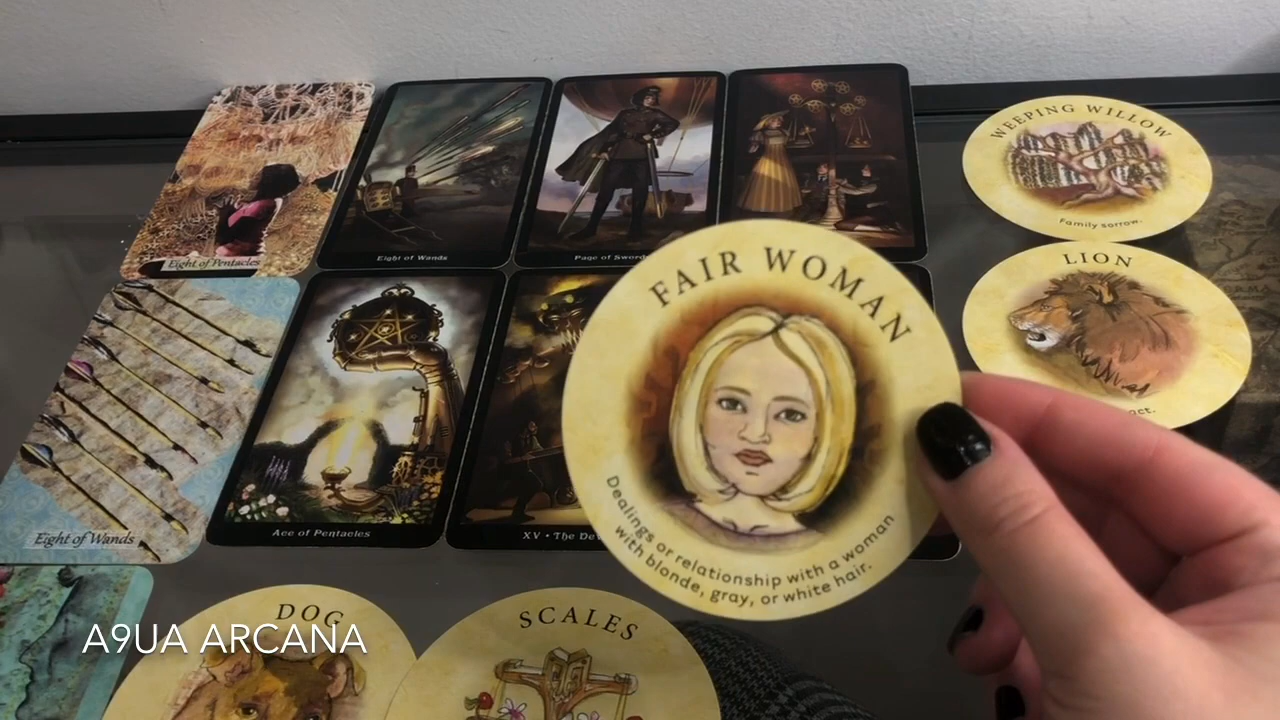 WEEPING WILLOW
Family sorrow.
Eight of Pentacles
Eight of Wands
Page of Swords
LION
act.
FAIR WOMAN
Dealings or relationship with a woman
with blonde, gray, or white hair.
Eight of Wands
Ace of Pentacles
XV • The Dev
DOG
SCALES
A9UA ARCANA